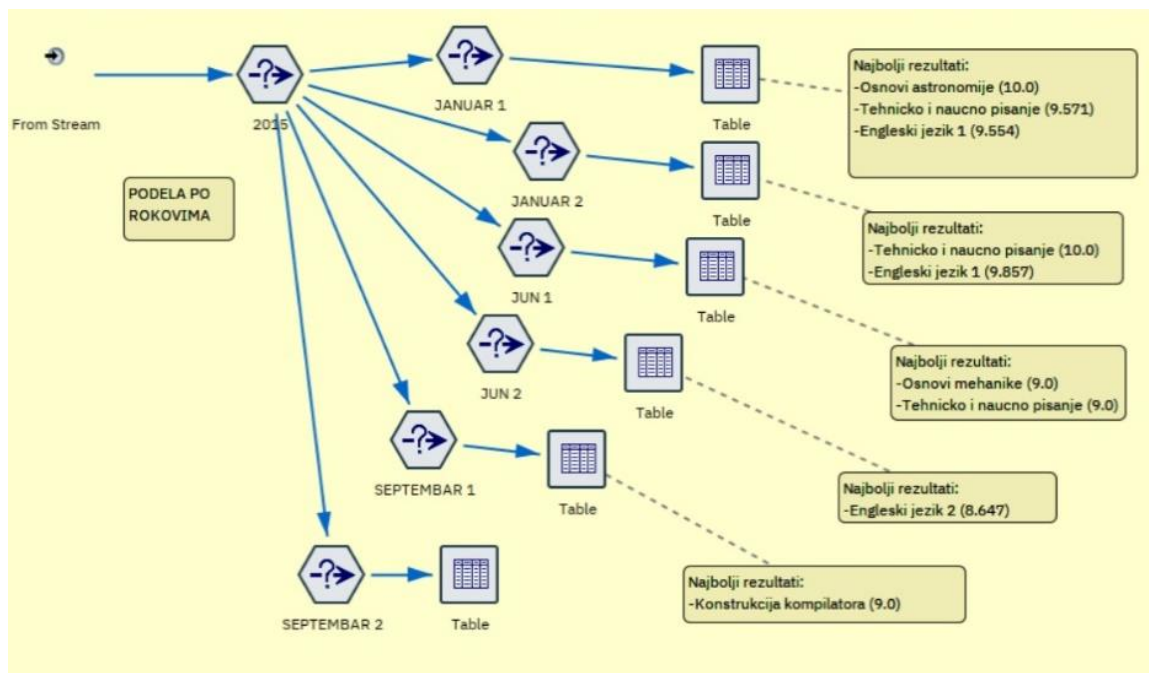 From Stream
2015
PODELA PO
ROKOVIMA
JANUAR 1
Table
Najbolji rezultati:
-Osnovi astronomije (10.0)
-Tehnicko i naucno pisanje (9.571)
-Engleski jezik 1 (9.554)
JANUAR 2
Table
Najbolji rezultati:
-Tehnicko i naucno pisanje (10.0)
-Engleski jezik 1 (9.857)
JUN 1
Table
Najbolji rezultati:
-Osnovi mehanike (9.0)
-Tehnicko i naucno pisanje (9.0)
JUN 2
Table
Najbolji rezultati:
-Engleski jezik 2 (8.647)
SEPTEMBAR 1
Table
Najbolji rezultati:
-Konstrukcija kompilatora (9.0)
SEPTEMBAR 2
Table